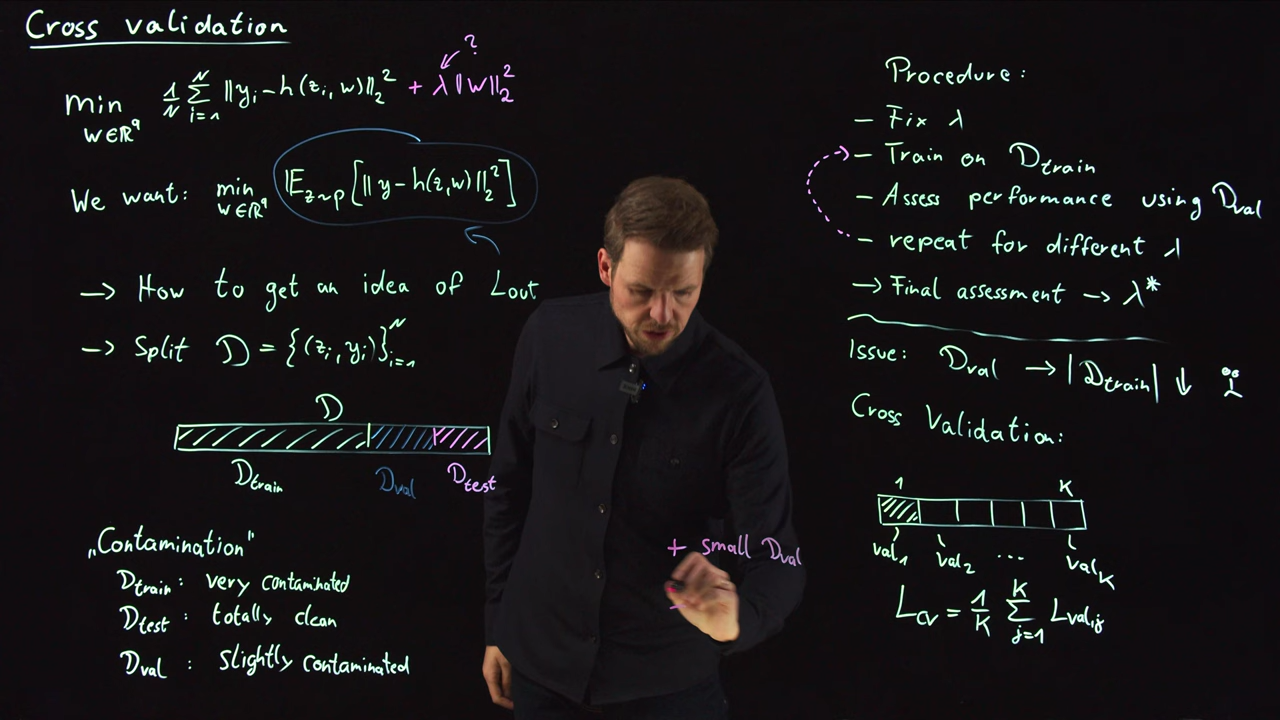 Cross validation
min w∈ℝ^q 1/N ∑_{i=1}^{N} ‖y_i – h(z_i, w)‖_2^2 + λ‖w‖_2^2
?
We want: min w∈ℝ^q 𝔼_{z~p}[‖y – h(z,w)‖_2^2]
→ How to get an idea of L_out
→ Split D = {(z_i, y_i)}_{i=1}^{N}
D
D_train D_val D_test
„Contamination"
D_train : very contaminated
D_test : totally clean
D_val : slightly contaminated
+ small D_val
–
Procedure:
– Fix λ
– Train on D_train
– Assess performance using D_val
– repeat for different λ
→ Final assessment → λ*
Issue: D_val → |D_train| ↓
Cross Validation:
1 K
val_1 val_2 ... val_K
L_CV = 1/K ∑_{j=1}^{K} L_{val,j}